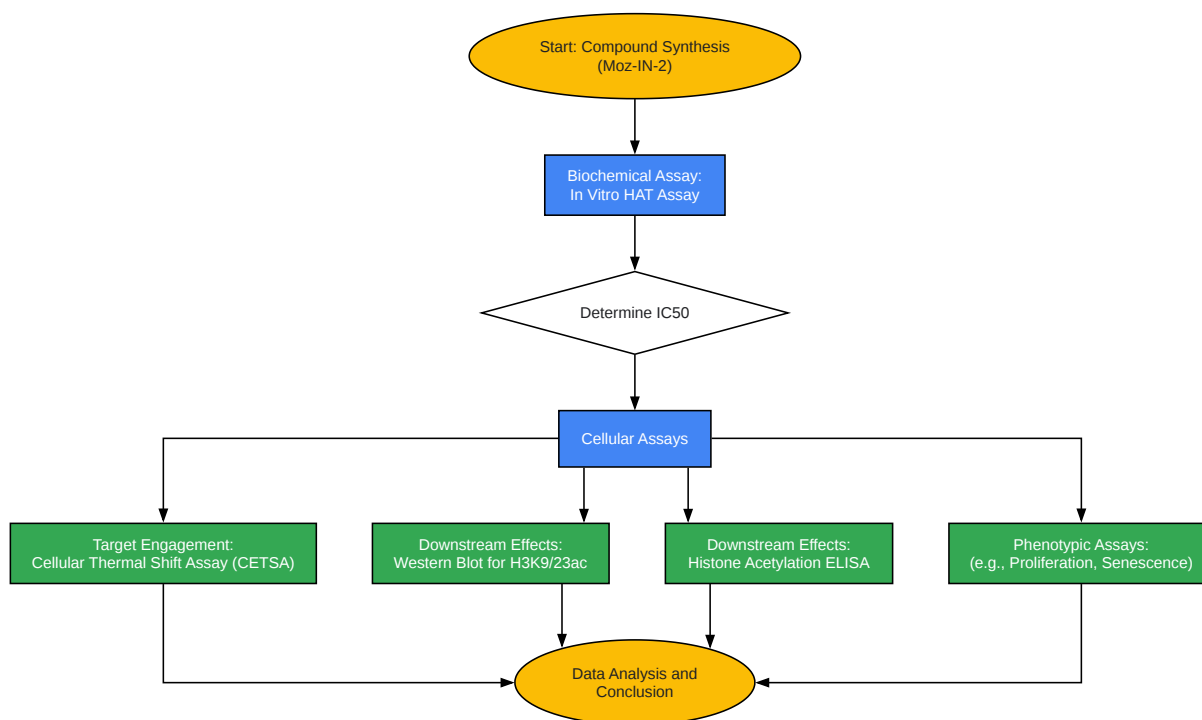 Start: Compound Synthesis
(Moz-IN-2)
Biochemical Assay:
In Vitro HAT Assay
Determine IC50
Cellular Assays
Target Engagement:
Cellular Thermal Shift Assay (CETSA)
Downstream Effects:
Western Blot for H3K9/23ac
Downstream Effects:
Histone Acetylation ELISA
Phenotypic Assays:
(e.g., Proliferation, Senescence)
Data Analysis and
Conclusion